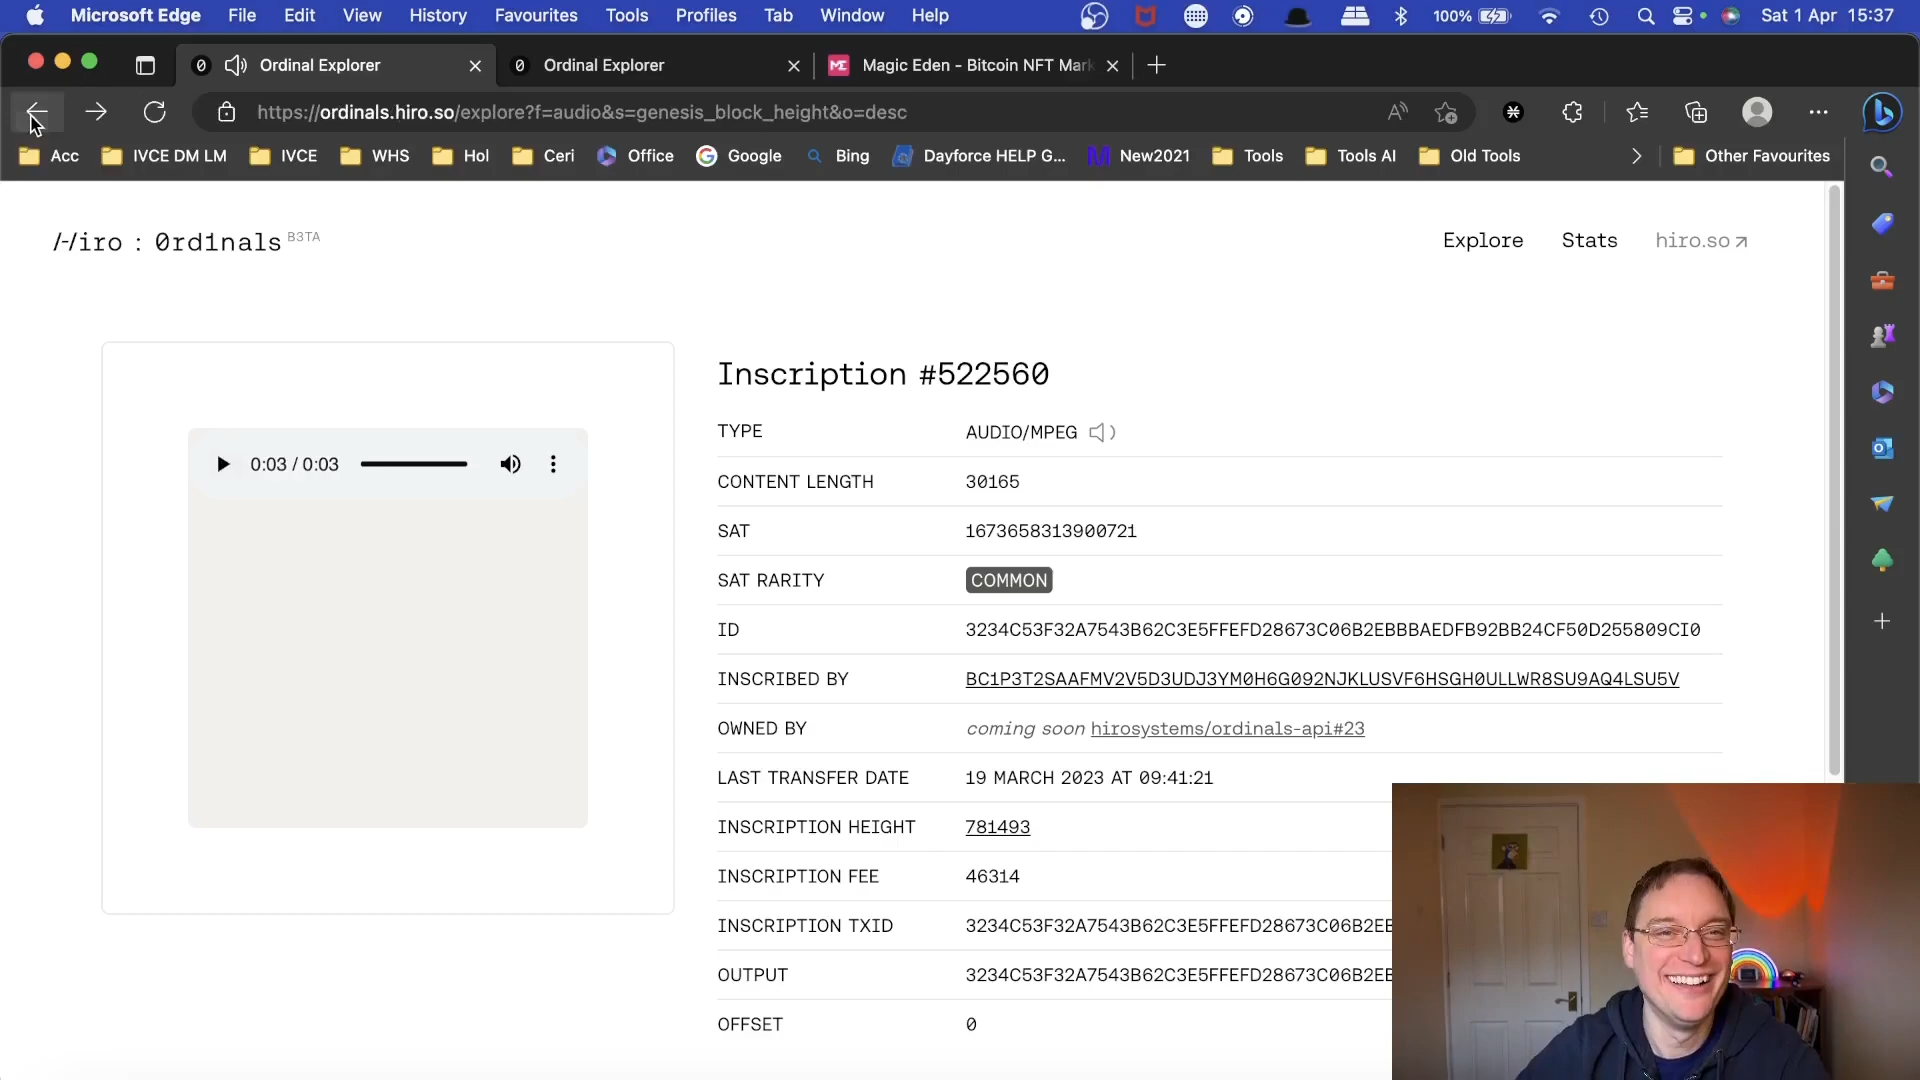 Microsoft Edge File Edit View History Favourites Tools Profiles Tab Window Help 100% Sat 1 Apr 15:37
Ordinal Explorer Ordinal Explorer Magic Eden - Bitcoin NFT Mark
https://ordinals.hiro.so/explore?f=audio&s=genesis_block_height&o=desc
Acc IVCE DM LM IVCE WHS Hol Ceri Office Google Bing Dayforce HELP G... New2021 Tools Tools AI Old Tools Other Favourites
/-/iro : 0rd1nals B3TA Explore Stats hiro.so
Inscription #522560
0:03 / 0:03
TYPE AUDIO/MPEG
CONTENT LENGTH 30165
SAT 1673658313900721
SAT RARITY COMMON
ID 3234C53F32A7543B62C3E5FFEFD28673C06B2EBBBAEDFB92BB24CF50D255809CI0
INSCRIBED BY BC1P3T2SAAFMV2V5D3UDJ3YM0H6G092NJKLUSVF6HSGH0ULLWR8SU9AQ4LSU5V
OWNED BY coming soon hirosystems/ordinals-api#23
LAST TRANSFER DATE 19 MARCH 2023 AT 09:41:21
INSCRIPTION HEIGHT 781493
INSCRIPTION FEE 46314
INSCRIPTION TXID 3234C53F32A7543B62C3E5FFEFD28673C06B2EB
OUTPUT 3234C53F32A7543B62C3E5FFEFD28673C06B2EB
OFFSET 0